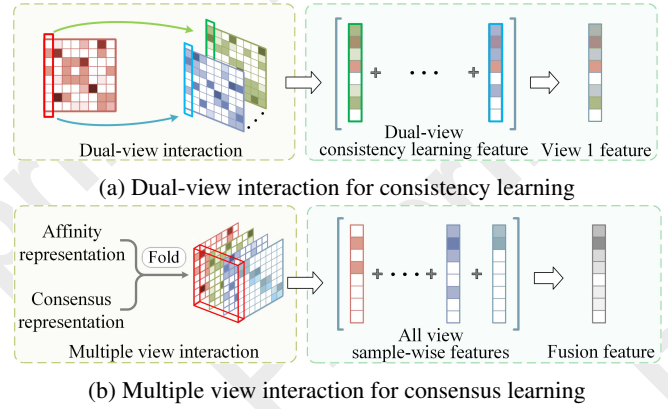 Dual-view interaction
+ ··· +
Dual-view
consistency learning feature
View 1 feature
(a) Dual-view interaction for consistency learning
Affinity
representation
Fold
Consensus
representation
Multiple view interaction
+ ··· + +
All view
sample-wise features
Fusion feature
(b) Multiple view interaction for consensus learning